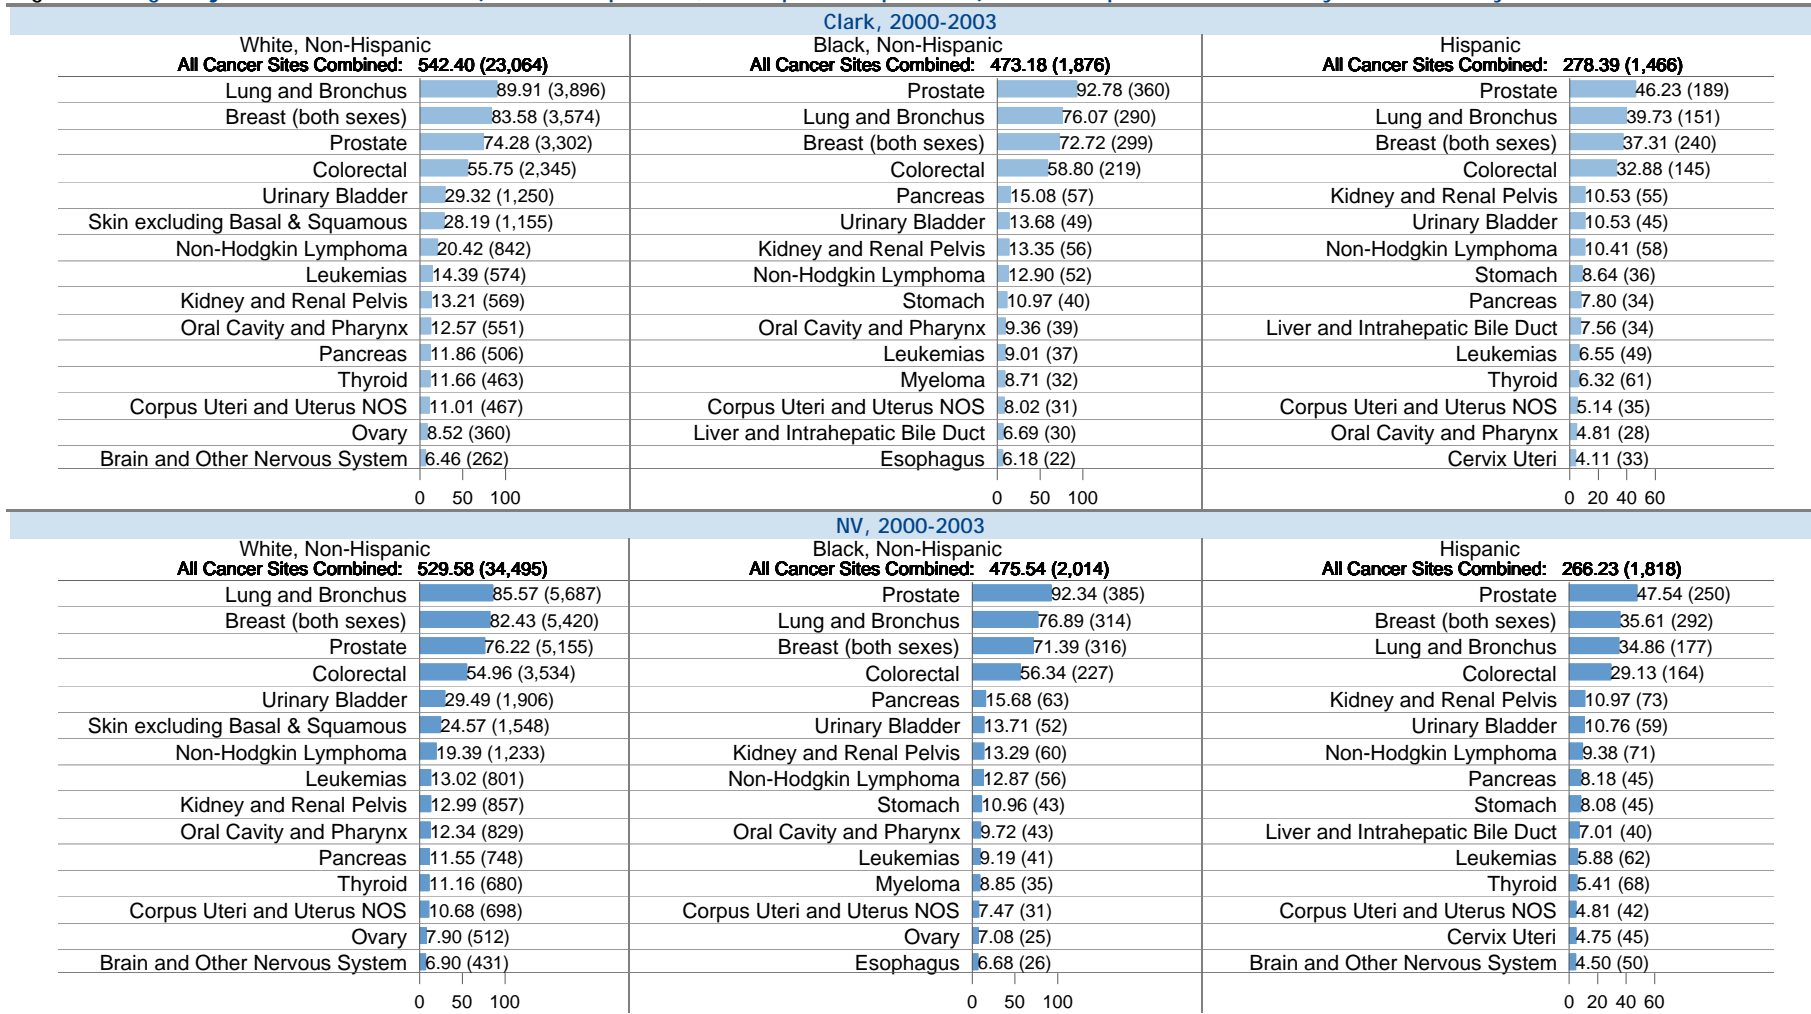 Clark, 2000-2003
White, Non-Hispanic
All Cancer Sites Combined: 542.40 (23,064)
Lung and Bronchus 89.91 (3,896)
Breast (both sexes) 83.58 (3,574)
Prostate 74.28 (3,302)
Colorectal 55.75 (2,345)
Urinary Bladder 29.32 (1,250)
Skin excluding Basal & Squamous 28.19 (1,155)
Non-Hodgkin Lymphoma 20.42 (842)
Leukemias 14.39 (574)
Kidney and Renal Pelvis 13.21 (569)
Oral Cavity and Pharynx 12.57 (551)
Pancreas 11.86 (506)
Thyroid 11.66 (463)
Corpus Uteri and Uterus NOS 11.01 (467)
Ovary 8.52 (360)
Brain and Other Nervous System 6.46 (262)
0 50 100
Black, Non-Hispanic
All Cancer Sites Combined: 473.18 (1,876)
Prostate 92.78 (360)
Lung and Bronchus 76.07 (290)
Breast (both sexes) 72.72 (299)
Colorectal 58.80 (219)
Pancreas 15.08 (57)
Urinary Bladder 13.68 (49)
Kidney and Renal Pelvis 13.35 (56)
Non-Hodgkin Lymphoma 12.90 (52)
Stomach 10.97 (40)
Oral Cavity and Pharynx 9.36 (39)
Leukemias 9.01 (37)
Myeloma 8.71 (32)
Corpus Uteri and Uterus NOS 8.02 (31)
Liver and Intrahepatic Bile Duct 6.69 (30)
Esophagus 6.18 (22)
0 50 100
Hispanic
All Cancer Sites Combined: 278.39 (1,466)
Prostate 46.23 (189)
Lung and Bronchus 39.73 (151)
Breast (both sexes) 37.31 (240)
Colorectal 32.88 (145)
Kidney and Renal Pelvis 10.53 (55)
Urinary Bladder 10.53 (45)
Non-Hodgkin Lymphoma 10.41 (58)
Stomach 8.64 (36)
Pancreas 7.80 (34)
Liver and Intrahepatic Bile Duct 7.56 (34)
Leukemias 6.55 (49)
Thyroid 6.32 (61)
Corpus Uteri and Uterus NOS 5.14 (35)
Oral Cavity and Pharynx 4.81 (28)
Cervix Uteri 4.11 (33)
0 20 40 60
NV, 2000-2003
White, Non-Hispanic
All Cancer Sites Combined: 529.58 (34,495)
Lung and Bronchus 85.57 (5,687)
Breast (both sexes) 82.43 (5,420)
Prostate 76.22 (5,155)
Colorectal 54.96 (3,534)
Urinary Bladder 29.49 (1,906)
Skin excluding Basal & Squamous 24.57 (1,548)
Non-Hodgkin Lymphoma 19.39 (1,233)
Leukemias 13.02 (801)
Kidney and Renal Pelvis 12.99 (857)
Oral Cavity and Pharynx 12.34 (829)
Pancreas 11.55 (748)
Thyroid 11.16 (680)
Corpus Uteri and Uterus NOS 10.68 (698)
Ovary 7.90 (512)
Brain and Other Nervous System 6.90 (431)
0 50 100
Black, Non-Hispanic
All Cancer Sites Combined: 475.54 (2,014)
Prostate 92.34 (385)
Lung and Bronchus 76.89 (314)
Breast (both sexes) 71.39 (316)
Colorectal 56.34 (227)
Pancreas 15.68 (63)
Urinary Bladder 13.71 (52)
Kidney and Renal Pelvis 13.29 (60)
Non-Hodgkin Lymphoma 12.87 (56)
Stomach 10.96 (43)
Oral Cavity and Pharynx 9.72 (43)
Leukemias 9.19 (41)
Myeloma 8.85 (35)
Corpus Uteri and Uterus NOS 7.47 (31)
Ovary 7.08 (25)
Esophagus 6.68 (26)
0 50 100
Hispanic
All Cancer Sites Combined: 266.23 (1,818)
Prostate 47.54 (250)
Breast (both sexes) 35.61 (292)
Lung and Bronchus 34.86 (177)
Colorectal 29.13 (164)
Kidney and Renal Pelvis 10.97 (73)
Urinary Bladder 10.76 (59)
Non-Hodgkin Lymphoma 9.38 (71)
Pancreas 8.18 (45)
Stomach 8.08 (45)
Liver and Intrahepatic Bile Duct 7.01 (40)
Leukemias 5.88 (62)
Thyroid 5.41 (68)
Corpus Uteri and Uterus NOS 4.81 (42)
Cervix Uteri 4.75 (45)
Brain and Other Nervous System 4.50 (50)
0 20 40 60